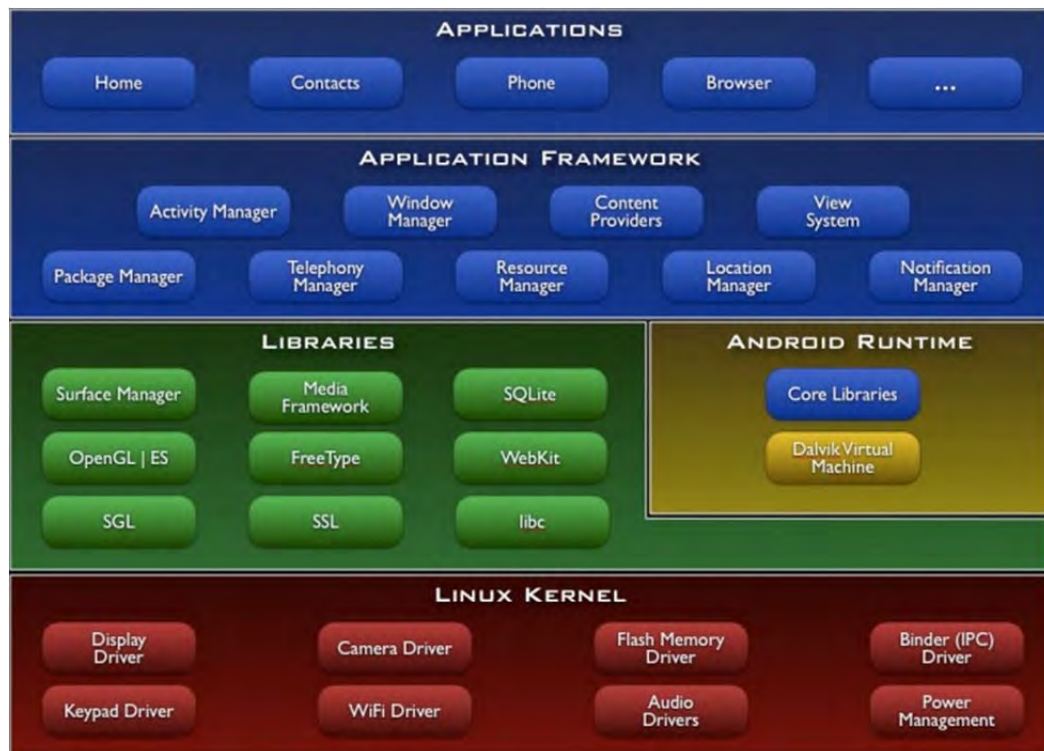 APPLICATIONS
Home
Contacts
Phone
Browser
...
APPLICATION FRAMEWORK
Activity Manager
Window
Manager
Content
Providers
View
System
Package Manager
Telephony
Manager
Resource
Manager
Location
Manager
Notification
Manager
LIBRARIES
Surface Manager
Media
Framework
SQLite
OpenGL | ES
FreeType
WebKit
SGL
SSL
libc
ANDROID RUNTIME
Core Libraries
Dalvik Virtual
Machine
LINUX KERNEL
Display
Driver
Camera Driver
Flash Memory
Driver
Binder (IPC)
Driver
Keypad Driver
WiFi Driver
Audio
Drivers
Power
Management